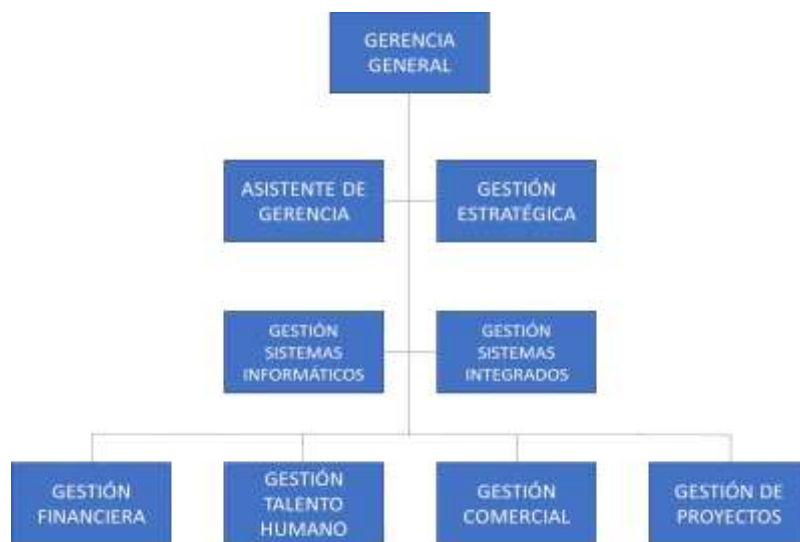 GERENCIA
GENERAL
ASISTENTE DE
GERENCIA
GESTIÓN
ESTRATÉGICA
GESTIÓN
SISTEMAS
INFORMÁTICOS
GESTIÓN
SISTEMAS
INTEGRADOS
GESTIÓN
FINANCIERA
GESTIÓN
TALENTO
HUMANO
GESTIÓN
COMERCIAL
GESTIÓN DE
PROYECTOS